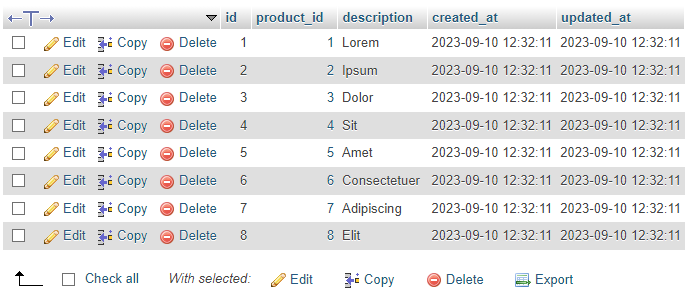 id product_id description created_at updated_at
Edit Copy Delete 1 1 Lorem 2023-09-10 12:32:11 2023-09-10 12:32:11
Edit Copy Delete 2 2 Ipsum 2023-09-10 12:32:11 2023-09-10 12:32:11
Edit Copy Delete 3 3 Dolor 2023-09-10 12:32:11 2023-09-10 12:32:11
Edit Copy Delete 4 4 Sit 2023-09-10 12:32:11 2023-09-10 12:32:11
Edit Copy Delete 5 5 Amet 2023-09-10 12:32:11 2023-09-10 12:32:11
Edit Copy Delete 6 6 Consectetuer 2023-09-10 12:32:11 2023-09-10 12:32:11
Edit Copy Delete 7 7 Adipiscing 2023-09-10 12:32:11 2023-09-10 12:32:11
Edit Copy Delete 8 8 Elit 2023-09-10 12:32:11 2023-09-10 12:32:11
Check all With selected: Edit Copy Delete Export